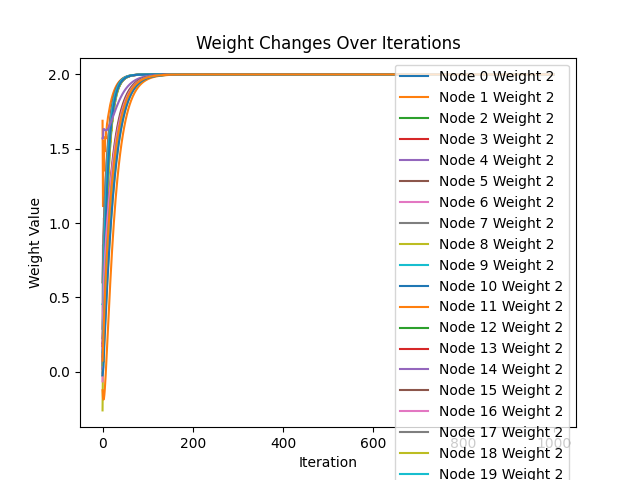 Weight Changes Over Iterations
Weight Value
2.0
1.5
1.0
0.5
0.0
Node 0 Weight 2
Node 1 Weight 2
Node 2 Weight 2
Node 3 Weight 2
Node 4 Weight 2
Node 5 Weight 2
Node 6 Weight 2
Node 7 Weight 2
Node 8 Weight 2
Node 9 Weight 2
Node 10 Weight 2
Node 11 Weight 2
Node 12 Weight 2
Node 13 Weight 2
Node 14 Weight 2
Node 15 Weight 2
Node 16 Weight 2
Node 17 Weight 2
Node 18 Weight 2
Node 19 Weight 2
0 200 400 600 800 1000
Iteration